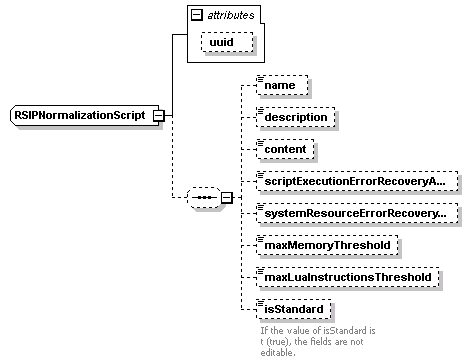 attributes
uuid
RSIPNormalizationScript
name
description
content
scriptExecutionErrorRecoveryA...
systemResourceErrorRecovery...
maxMemoryThreshold
maxLuaInstructionsThreshold
isStandard
If the value of isStandard is
t (true), the fields are not
editable.